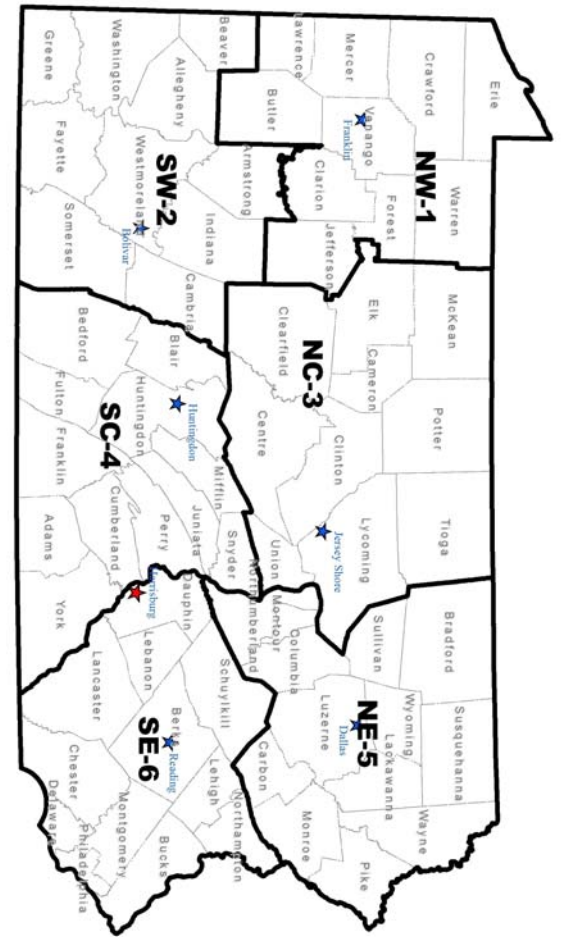 Erie
Warren
McKean
Potter
Tioga
Bradford
Susquehanna
Crawford
NW-1
Forest
Elk
Cameron
Clinton
Lycoming
Sullivan
Wyoming
Lackawanna
Wayne
Pike
Mercer
Venango
Franklin
Clarion
Jefferson
NC-3
Clearfield
Centre
Jersey Shore
Union
Montour
Northumberland
Columbia
NE-5
Dallas
Luzerne
Monroe
Carbon
Lawrence
Butler
Armstrong
Indiana
Beaver
Allegheny
Westmorela
SW-2
Bolivar
Cambria
Blair
Huntingdon
Huntingdon
Mifflin
Snyder
Juniata
Perry
Dauphin
Schuylkill
Northampton
Lehigh
Washington
Greene
Fayette
Somerset
Bedford
Fulton
Franklin
SC-4
Cumberland
Adams
York
Harrisburg
Lebanon
Lancaster
Berks
Reading
SE-6
Montgomery
Bucks
Chester
Delaware
Philadelphia